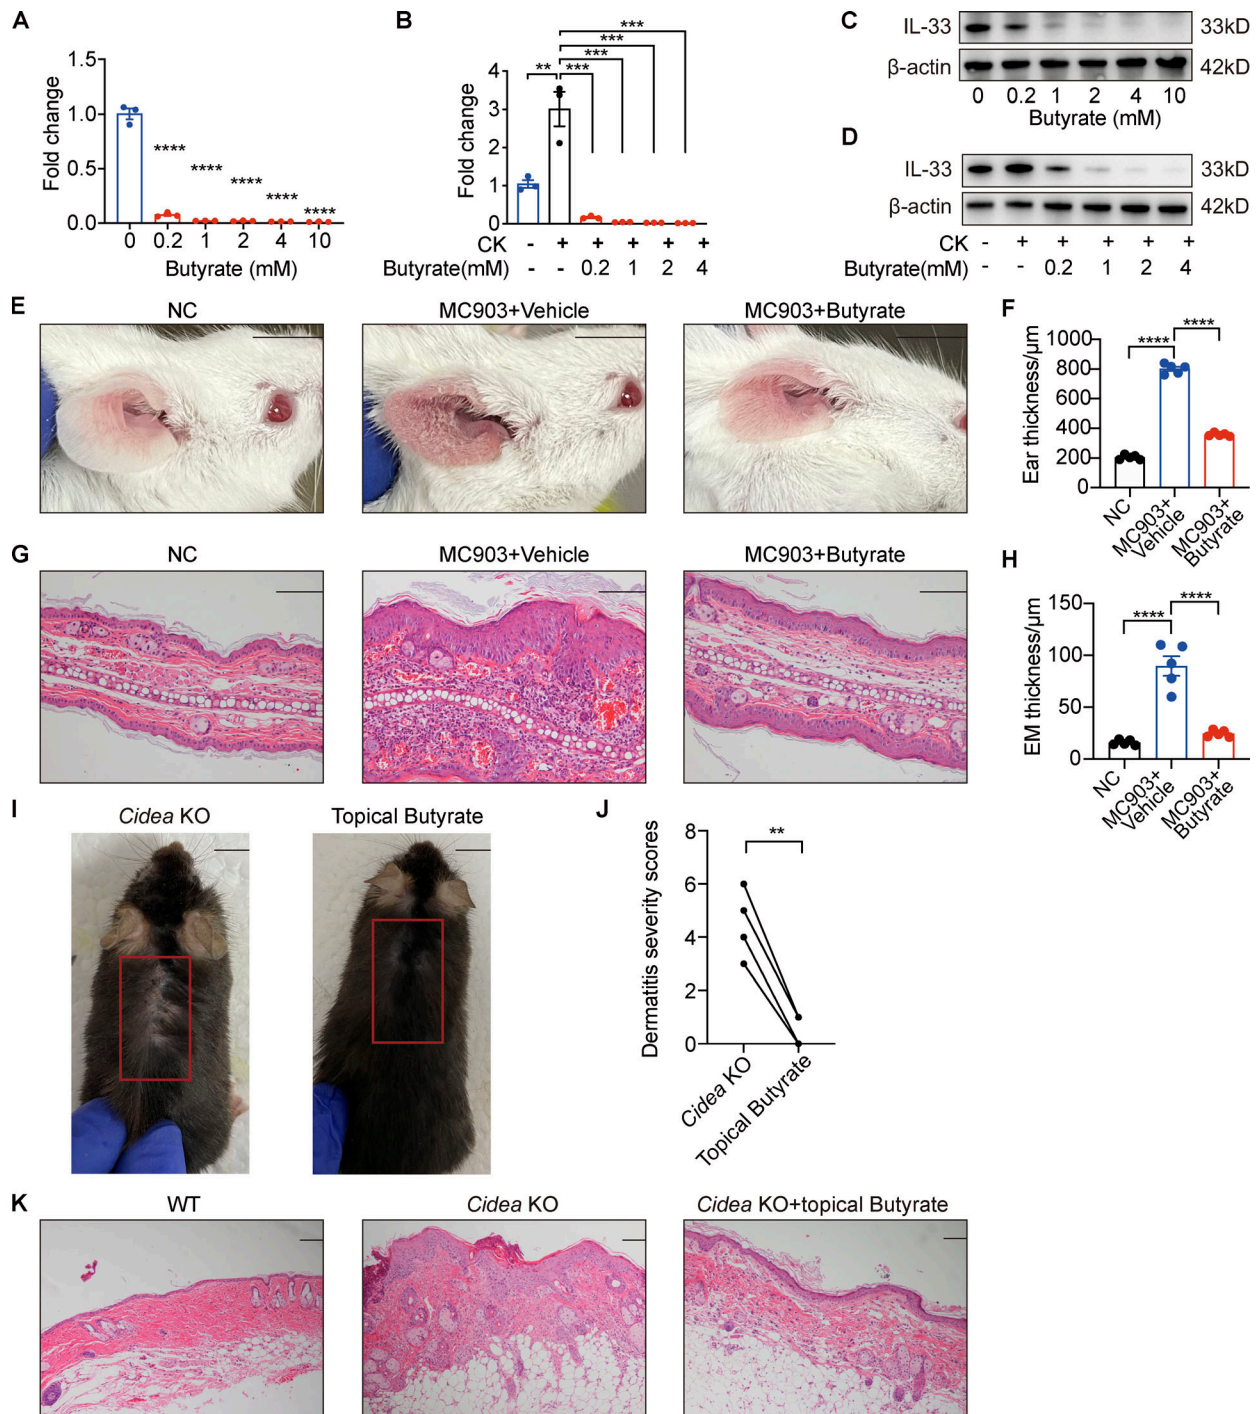 A
1.5
1.0
0.5
0.0
Fold change
****
****
****
****
****
0 0.2 1 2 4 10
Butyrate (mM)
B
4
3
2
1
0
Fold change
***
***
***
** ***
CK - + + + + +
Butyrate(mM) - - 0.2 1 2 4
C
IL-33 33kD
β-actin 42kD
0 0.2 1 2 4 10
Butyrate (mM)
D
IL-33 33kD
β-actin 42kD
CK - + + + + +
Butyrate(mM) - - 0.2 1 2 4
E
NC MC903+Vehicle MC903+Butyrate
F
1000
800
600
400
200
0
Ear thickness/μm
**** ****
NC
MC903+
Vehicle
MC903+
Butyrate
G
NC MC903+Vehicle MC903+Butyrate
H
150
100
50
0
EM thickness/μm
**** ****
NC
MC903+
Vehicle
MC903+
Butyrate
I
Cidea KO Topical Butyrate
J
8
6
4
2
0
Dermatitis severity scores
**
Cidea KO
Topical Butyrate
K
WT Cidea KO Cidea KO+topical Butyrate